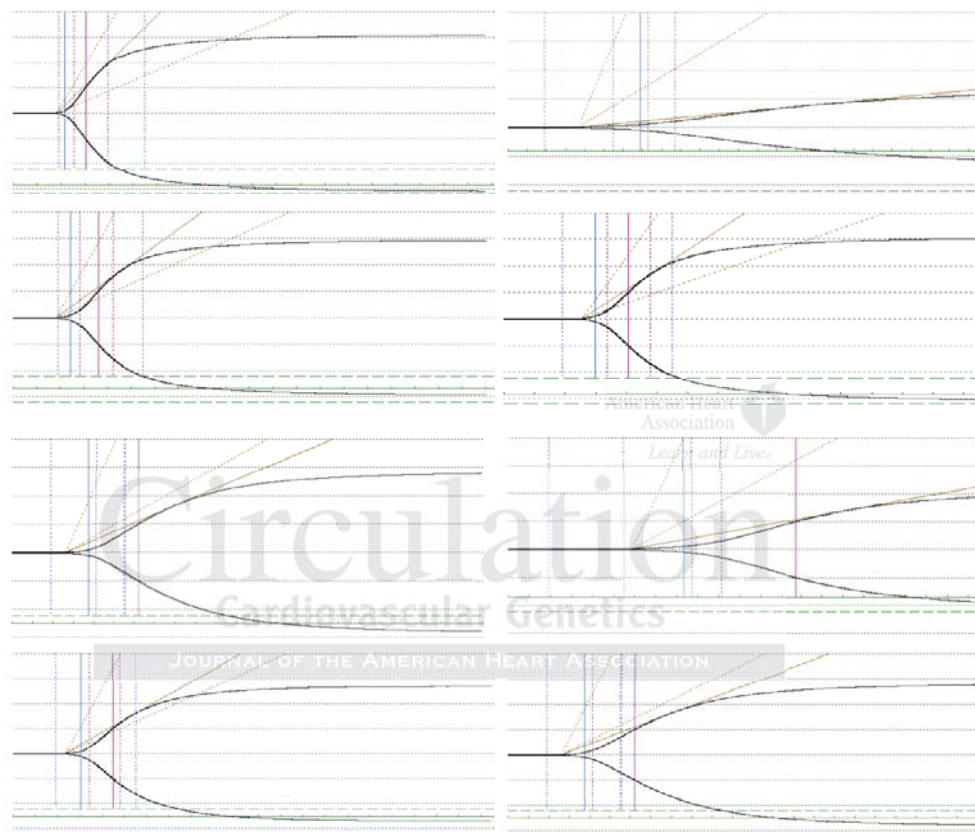 American Heart
Association
Learn and Live®
Circulation
Cardiovascular Genetics
JOURNAL OF THE AMERICAN HEART ASSOCIATION